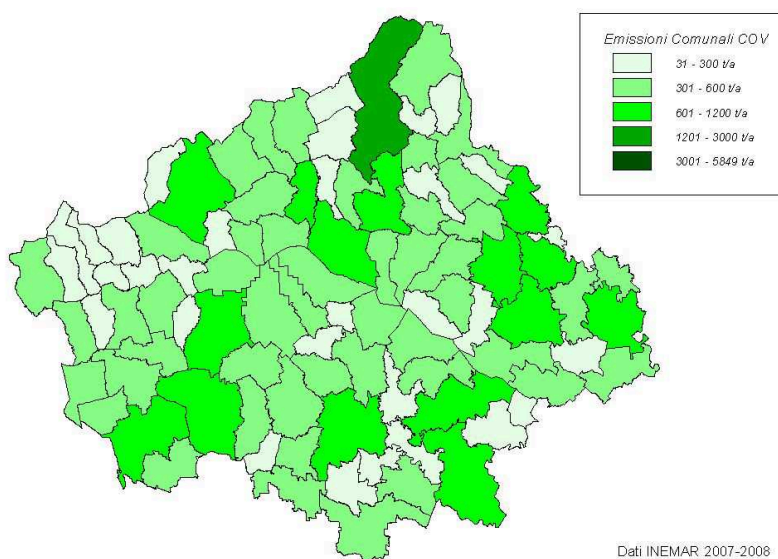 Emissioni Comunali COV
31 - 300 t/a
301 - 600 t/a
601 - 1200 t/a
1201 - 3000 t/a
3001 - 5849 t/a
Dati INEMAR 2007-2008